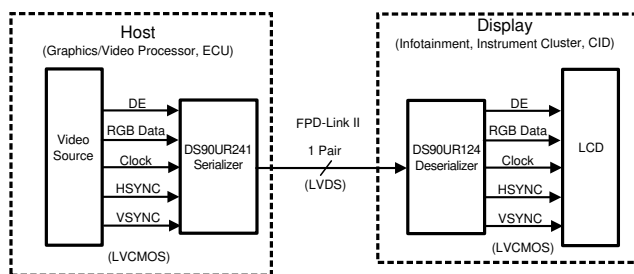 Host
(Graphics/Video Processor, ECU)
Video
Source
DE
RGB Data
Clock
HSYNC
VSYNC
DS90UR241
Serializer
(LVCMOS)
FPD-Link II
1 Pair
(LVDS)
Display
(Infotainment, Instrument Cluster, CID)
DS90UR124
Deserializer
DE
RGB Data
Clock
HSYNC
VSYNC
LCD
(LVCMOS)